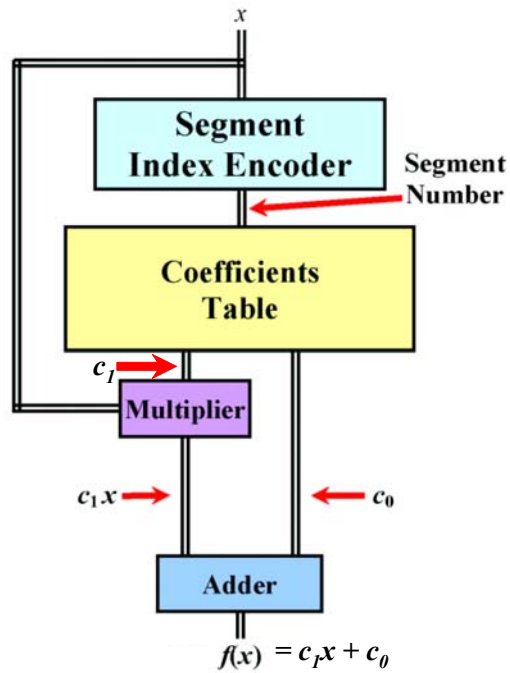 x
Segment
Index Encoder
Segment
Number
Coefficients
Table
c₁
Multiplier
c₁x
c₀
Adder
f(x) = c₁x + c₀